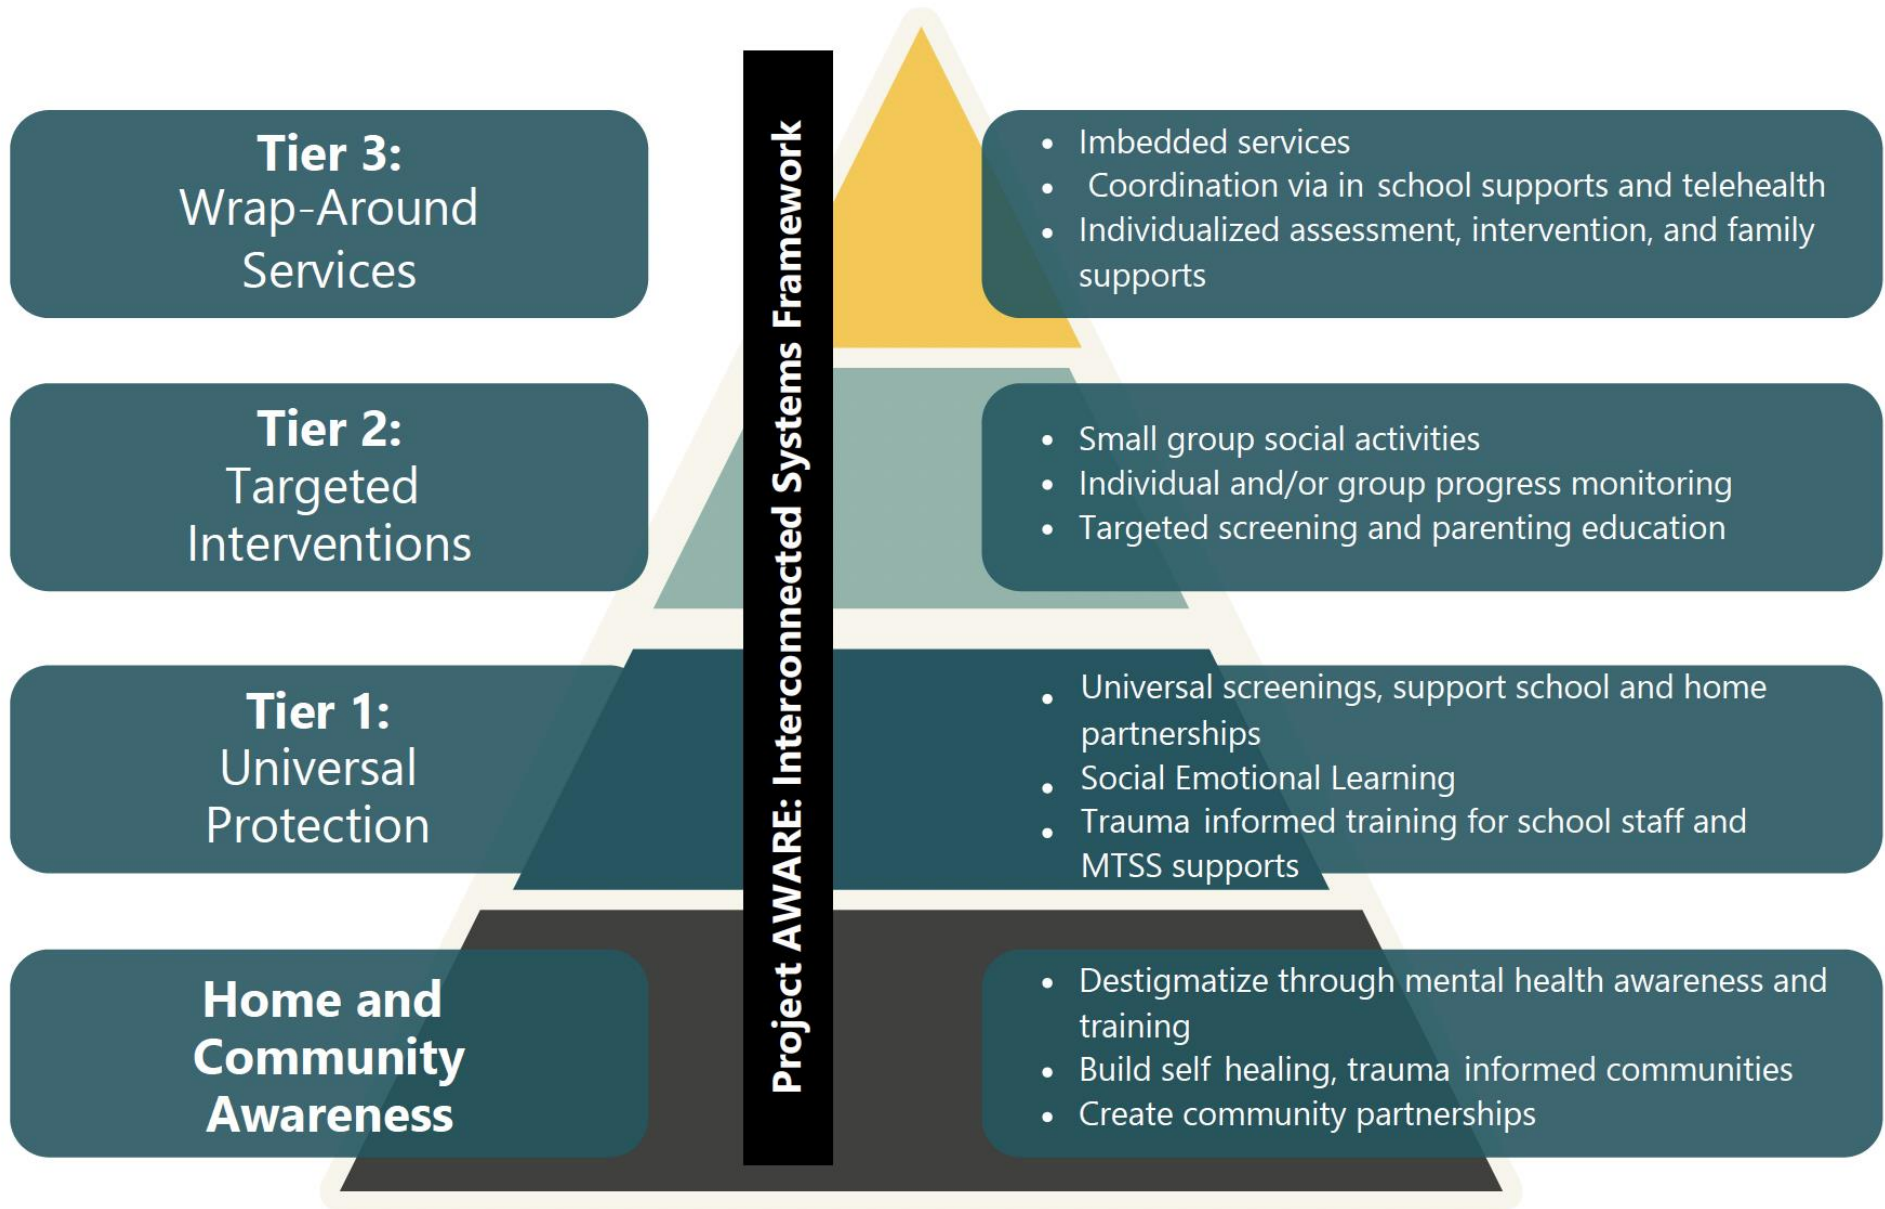 Project AWARE: Interconnected Systems Framework
Tier 3:
Wrap-Around
Services
• Imbedded services
• Coordination via in school supports and telehealth
• Individualized assessment, intervention, and family
supports
Tier 2:
Targeted
Interventions
• Small group social activities
• Individual and/or group progress monitoring
• Targeted screening and parenting education
Tier 1:
Universal
Protection
• Universal screenings, support school and home
partnerships
• Social Emotional Learning
• Trauma informed training for school staff and
MTSS supports
Home and
Community
Awareness
• Destigmatize through mental health awareness and
training
• Build self healing, trauma informed communities
• Create community partnerships